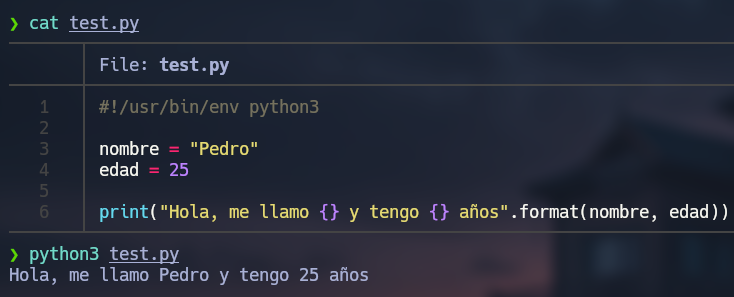 ❯ cat test.py
File: test.py
1 #!/usr/bin/env python3
2
3 nombre = "Pedro"
4 edad = 25
5
6 print("Hola, me llamo {} y tengo {} años".format(nombre, edad))
❯ python3 test.py
Hola, me llamo Pedro y tengo 25 años